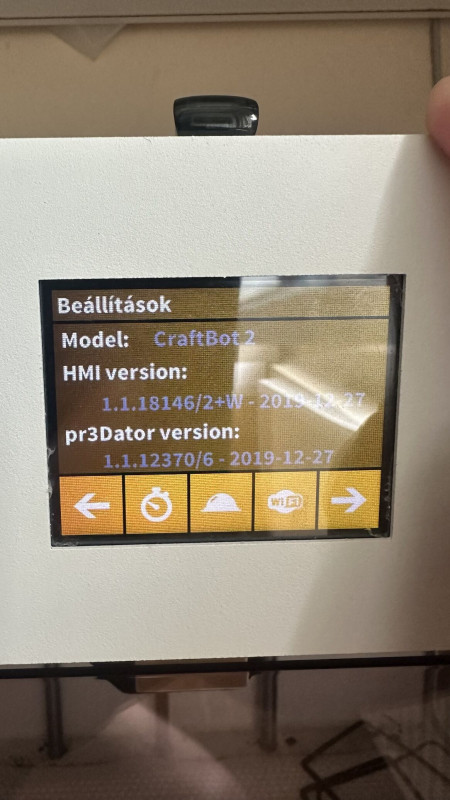 Beállítások
Model: CraftBot 2
HMI version:
1.1.18146/2+W - 2019-12-27
pr3Dator version:
1.1.12370/6 - 2019-12-27
WiFi